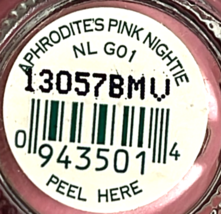 APHRODITE'S PINK NIGHTIE
NL G01
13057BMV
0 943501 4
PEEL HERE